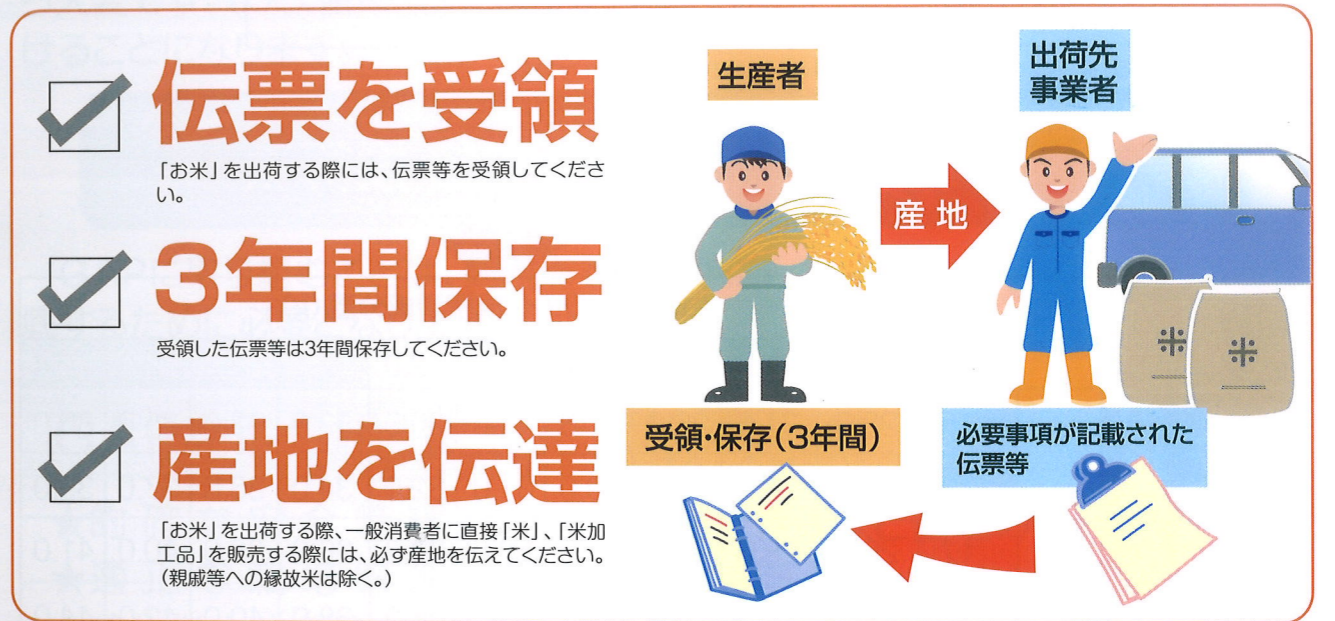 伝票を受領
「お米」を出荷する際には、伝票等を受領してくださ
い。
3年間保存
受領した伝票等は3年間保存してください。
産地を伝達
「お米」を出荷する際、一般消費者に直接「米」、「米加
工品」を販売する際には、必ず産地を伝えてください。
(親戚等への縁故米は除く。)
生産者
出荷先
事業者
産地
米
米
受領・保存(3年間)
必要事項が記載された
伝票等